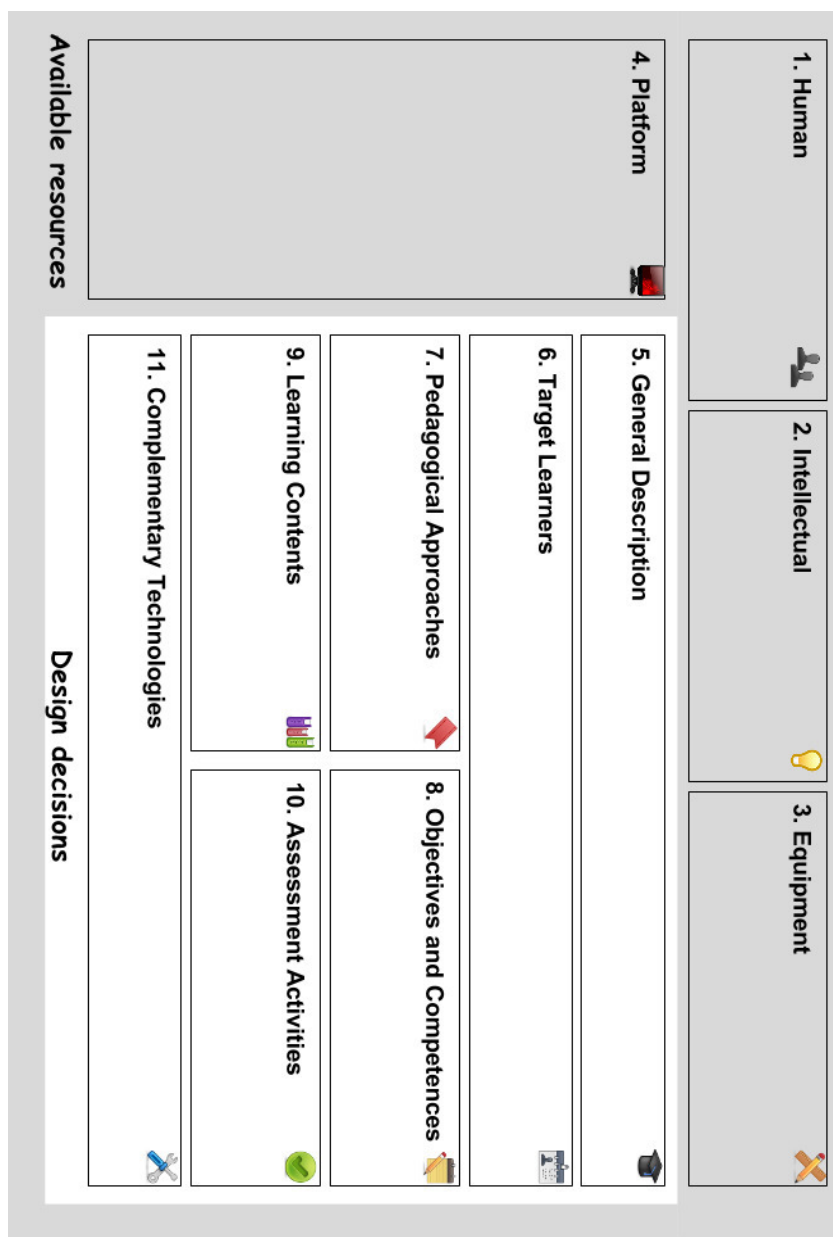 1. Human
2. Intellectual
3. Equipment
4. Platform
5. General Description
6. Target Learners
7. Pedagogical Approaches
8. Objectives and Competences
9. Learning Contents
10. Assessment Activities
11. Complementary Technologies
Available resources
Design decisions